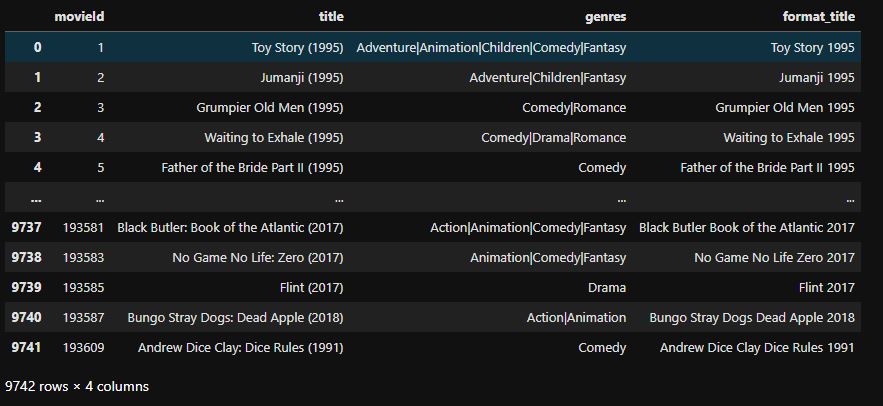 movieId title genres format_title
0 1 Toy Story (1995) Adventure|Animation|Children|Comedy|Fantasy Toy Story 1995
1 2 Jumanji (1995) Adventure|Children|Fantasy Jumanji 1995
2 3 Grumpier Old Men (1995) Comedy|Romance Grumpier Old Men 1995
3 4 Waiting to Exhale (1995) Comedy|Drama|Romance Waiting to Exhale 1995
4 5 Father of the Bride Part II (1995) Comedy Father of the Bride Part II 1995
... ... ... ... ...
9737 193581 Black Butler: Book of the Atlantic (2017) Action|Animation|Comedy|Fantasy Black Butler Book of the Atlantic 2017
9738 193583 No Game No Life: Zero (2017) Animation|Comedy|Fantasy No Game No Life Zero 2017
9739 193585 Flint (2017) Drama Flint 2017
9740 193587 Bungo Stray Dogs: Dead Apple (2018) Action|Animation Bungo Stray Dogs Dead Apple 2018
9741 193609 Andrew Dice Clay: Dice Rules (1991) Comedy Andrew Dice Clay Dice Rules 1991
9742 rows × 4 columns